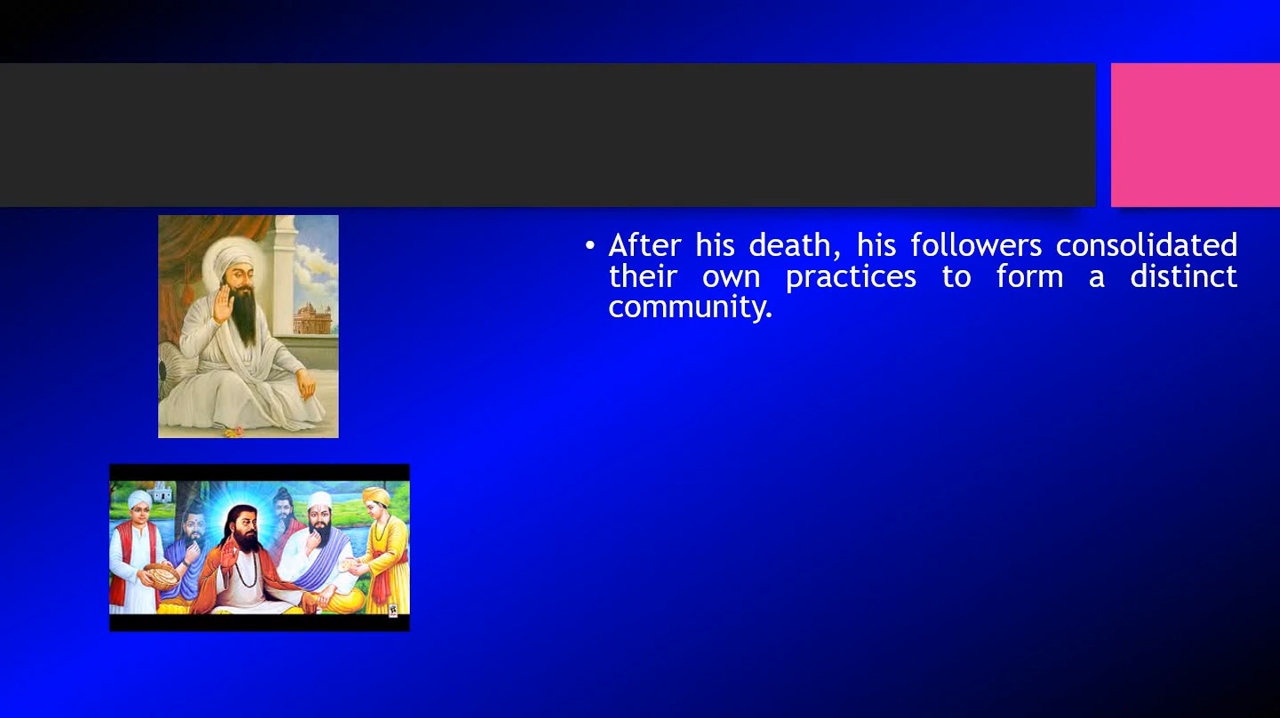 • After his death, his followers consolidated
their own practices to form a distinct
community.